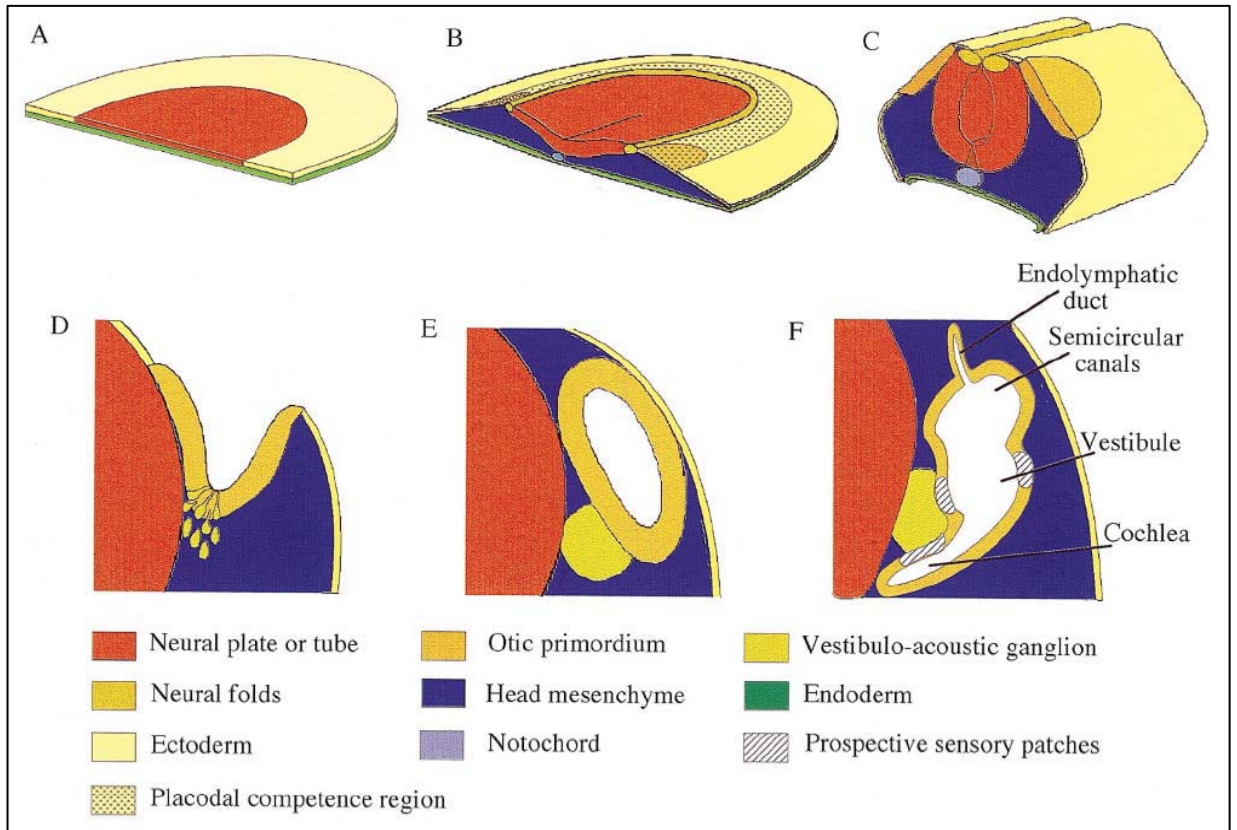 A
B
C
D
E
F
Endolymphatic
duct
Semicircular
canals
Vestibule
Cochlea
Neural plate or tube
Otic primordium
Vestibulo-acoustic ganglion
Neural folds
Head mesenchyme
Endoderm
Ectoderm
Notochord
Prospective sensory patches
Placodal competence region